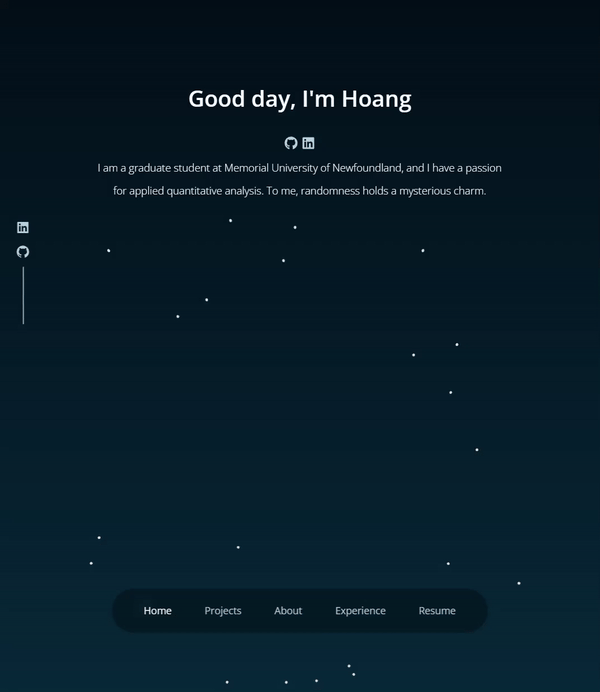 Good day, I'm Hoang
I am a graduate student at Memorial University of Newfoundland, and I have a passion
for applied quantitative analysis. To me, randomness holds a mysterious charm.
Home Projects About Experience Resume